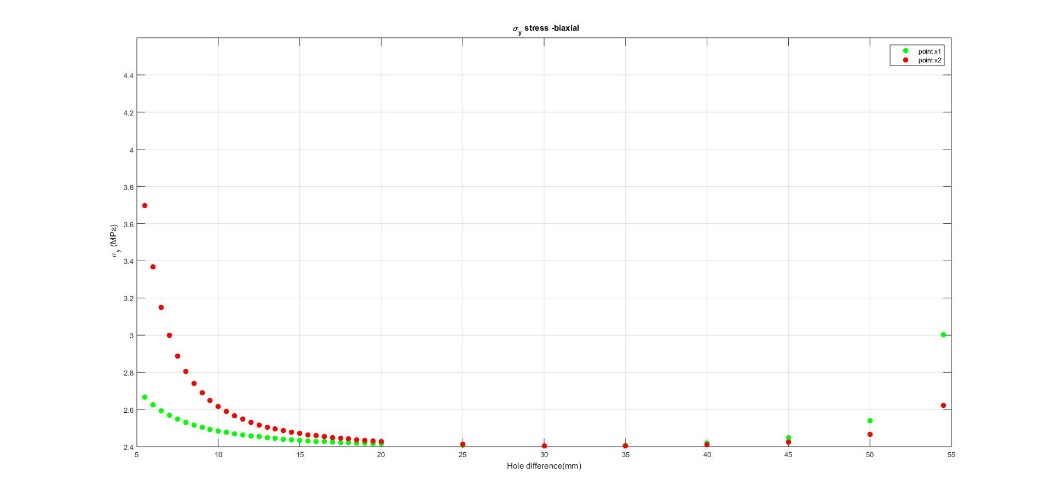 σy stress -biaxial
point x1
point x2
4.4
4.2
4
3.8
3.6
3.4
3.2
3
2.8
2.6
2.4
σy (MPa)
5 10 15 20 25 30 35 40 45 50 55
Hole difference(mm)